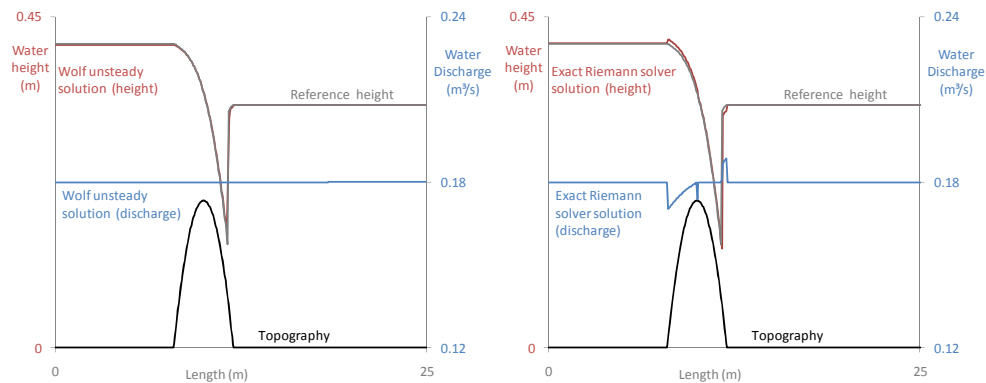 0.45
Water
height
(m)
Wolf unsteady
solution (height)
Reference height
0.24
Water
Discharge
(m³/s)
0.18
Wolf unsteady
solution (discharge)
Topography
0
0.12
0
Length (m)
25
0.45
Water
height
(m)
Exact Riemann solver
solution (height)
Reference height
0.24
Water
Discharge
(m³/s)
0.18
Exact Riemann
solver solution
(discharge)
Topography
0
0.12
0
Length (m)
25